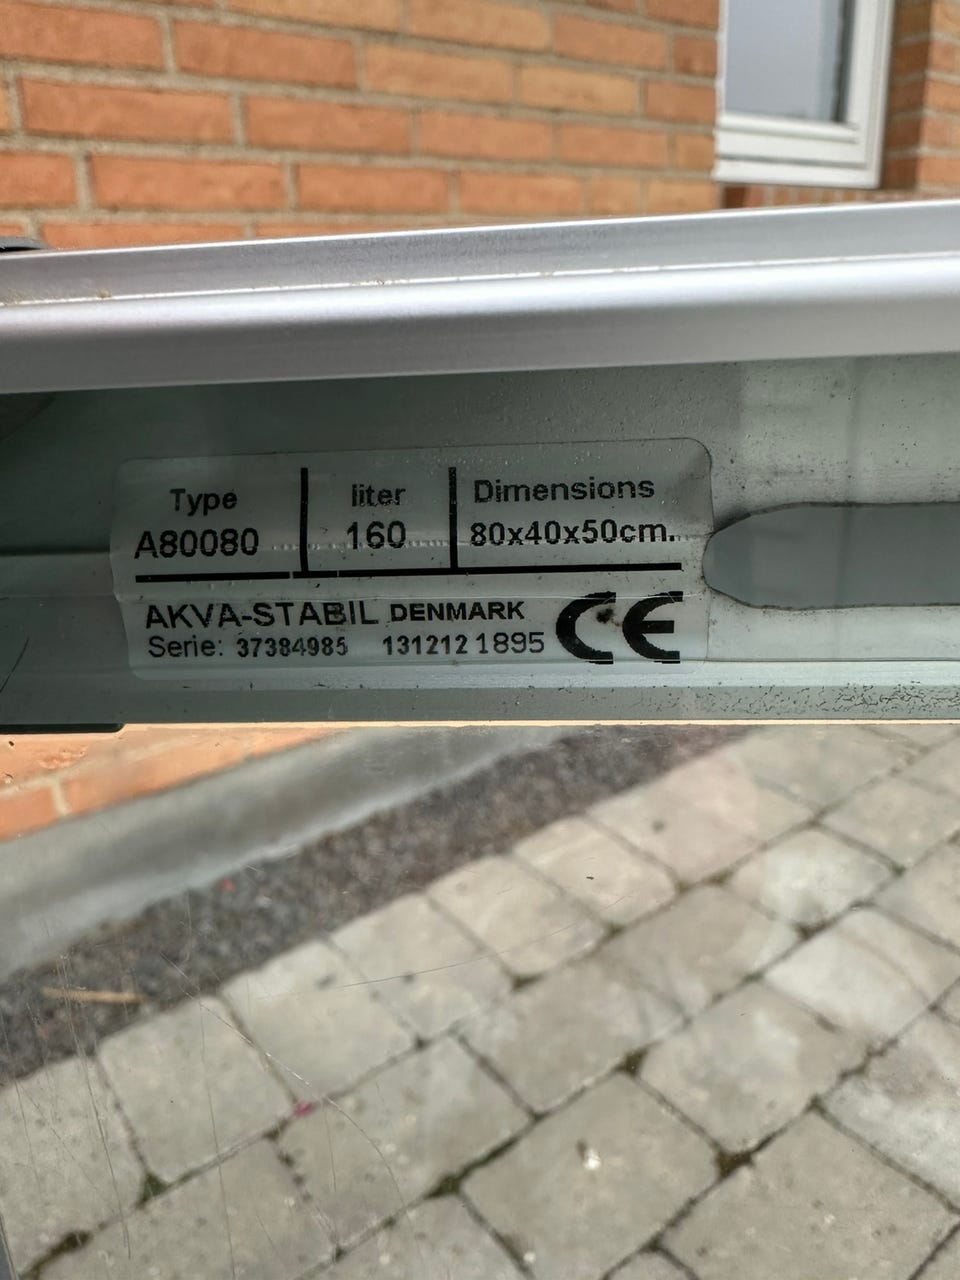 Type liter Dimensions
A80080 160 80x40x50cm.
AKVA-STABIL DENMARK CE
Serie: 37384985 131212 1895